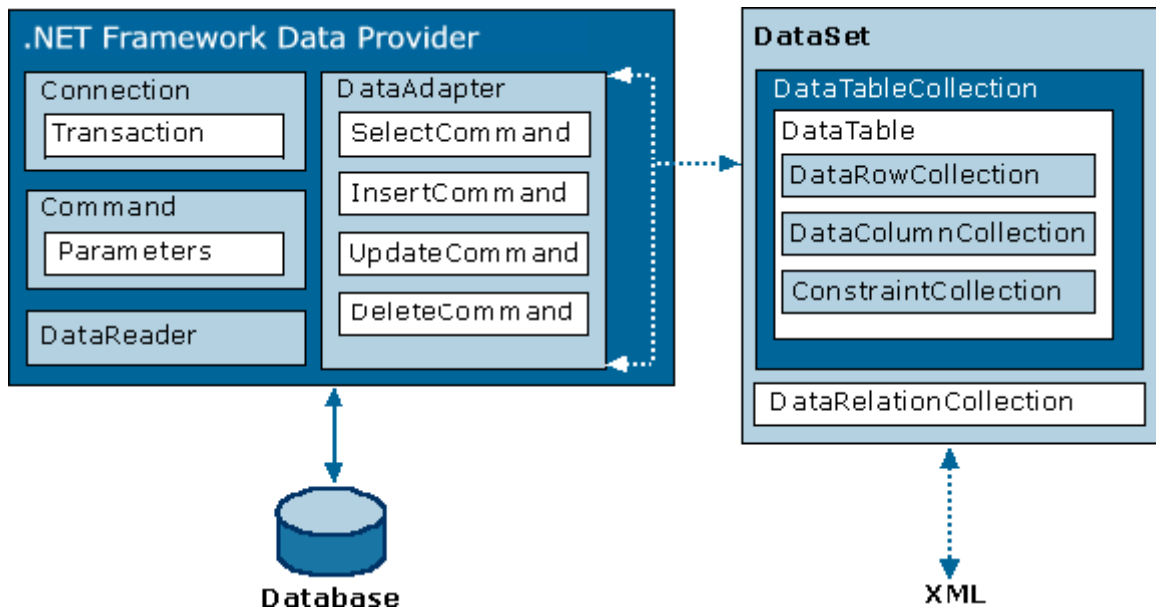 .NET Framework Data Provider
Connection
Transaction
Command
Parameters
DataReader
DataAdapter
SelectCommand
InsertCommand
UpdateCommand
DeleteCommand
Database
DataSet
DataTableCollection
DataTable
DataRowCollection
DataColumnCollection
ConstraintCollection
DataRelationCollection
XML